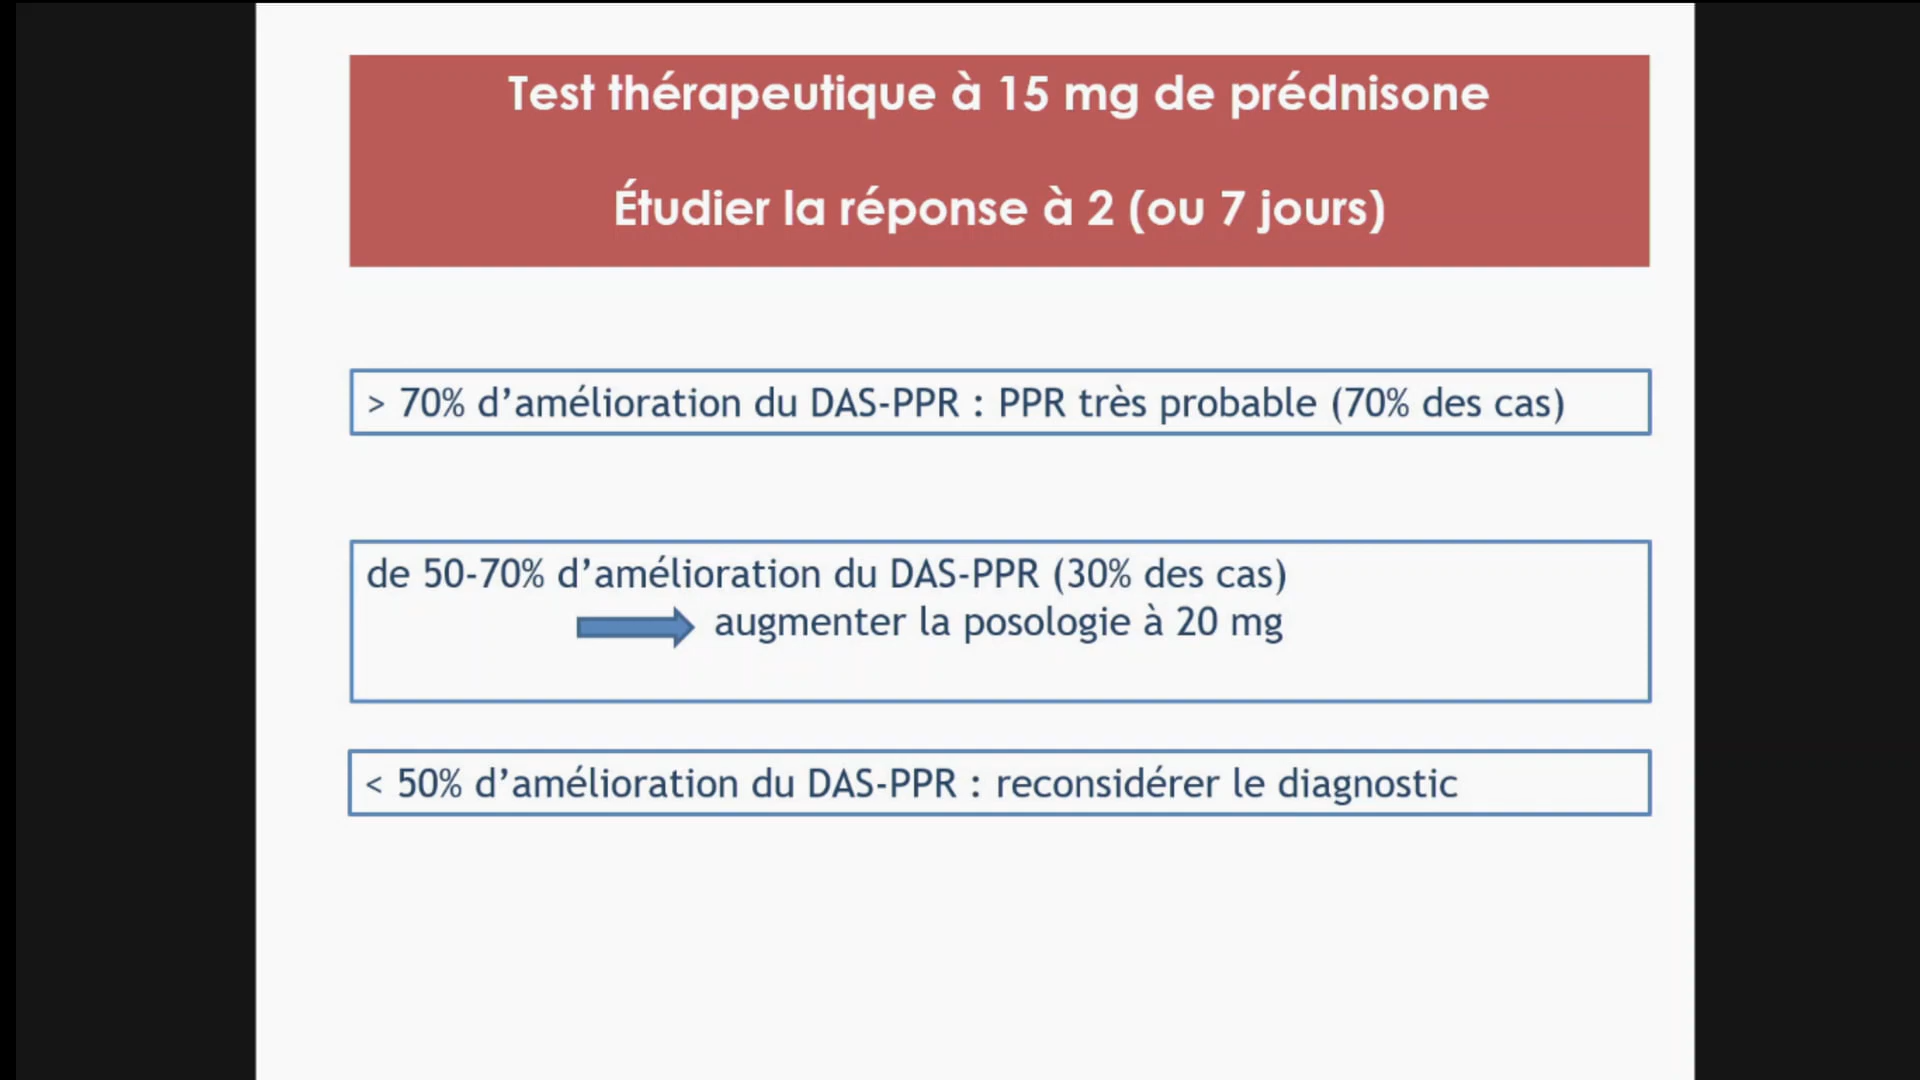 Test thérapeutique à 15 mg de prédnisone
Étudier la réponse à 2 (ou 7 jours)
> 70% d’amélioration du DAS-PPR : PPR très probable (70% des cas)
de 50-70% d’amélioration du DAS-PPR (30% des cas)
augmenter la posologie à 20 mg
< 50% d’amélioration du DAS-PPR : reconsidérer le diagnostic